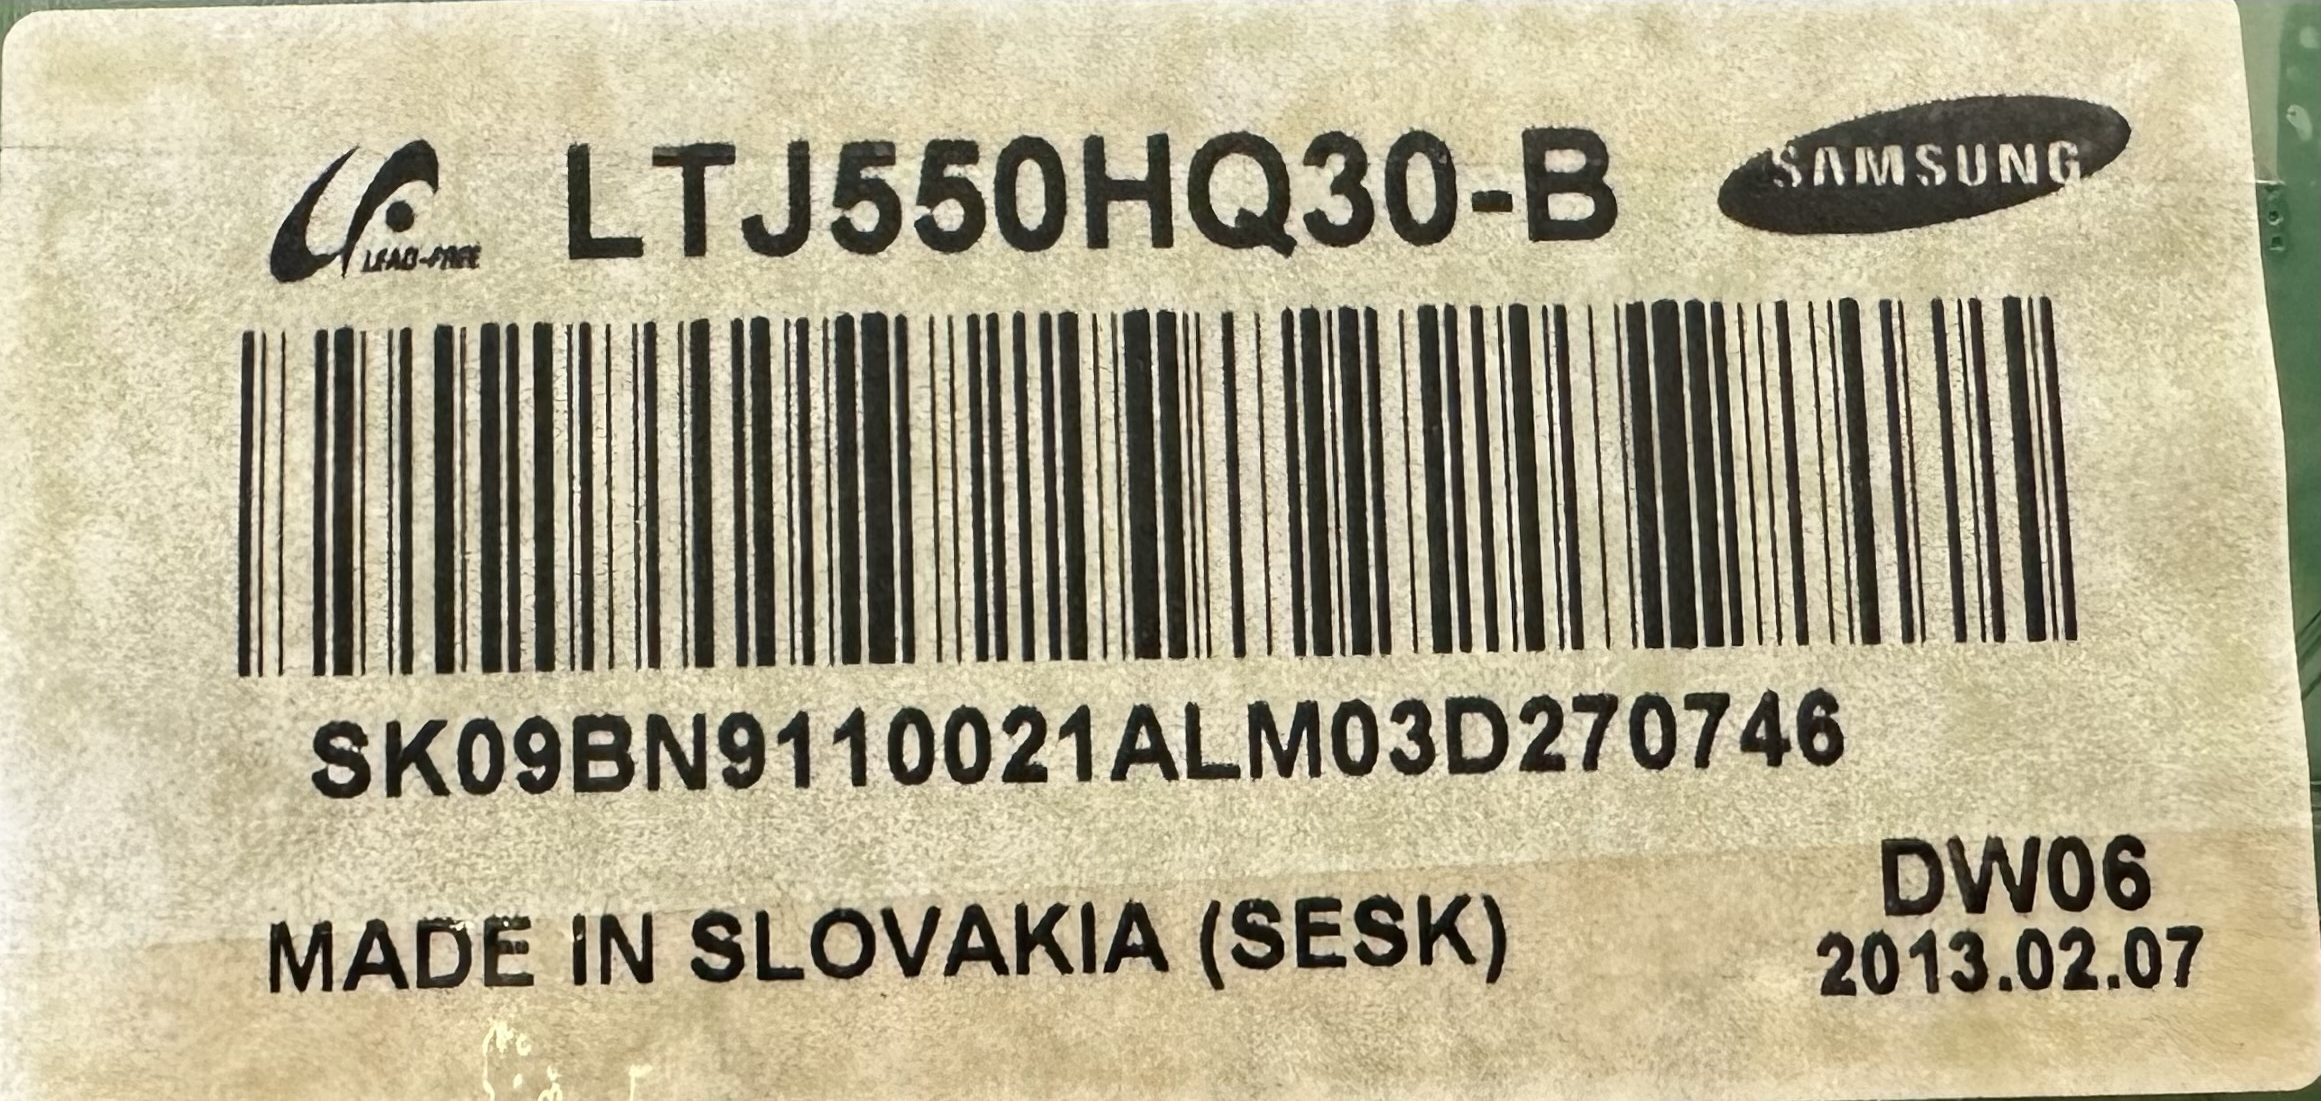 LEAD-FREE
LTJ550HQ30-B
SAMSUNG
SK09BN9110021ALM03D270746
DW06
MADE IN SLOVAKIA (SESK)
2013.02.07